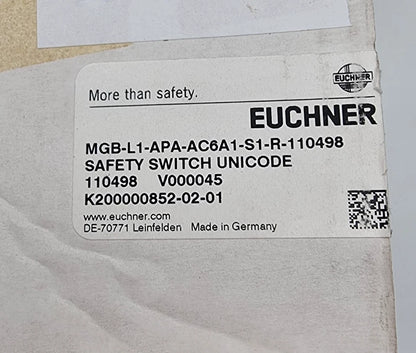 EUCHNER
More than safety.
EUCHNER
MGB-L1-APA-AC6A1-S1-R-110498
SAFETY SWITCH UNICODE
110498 V000045
K200000852-02-01
www.euchner.com
DE-70771 Leinfelden Made in Germany